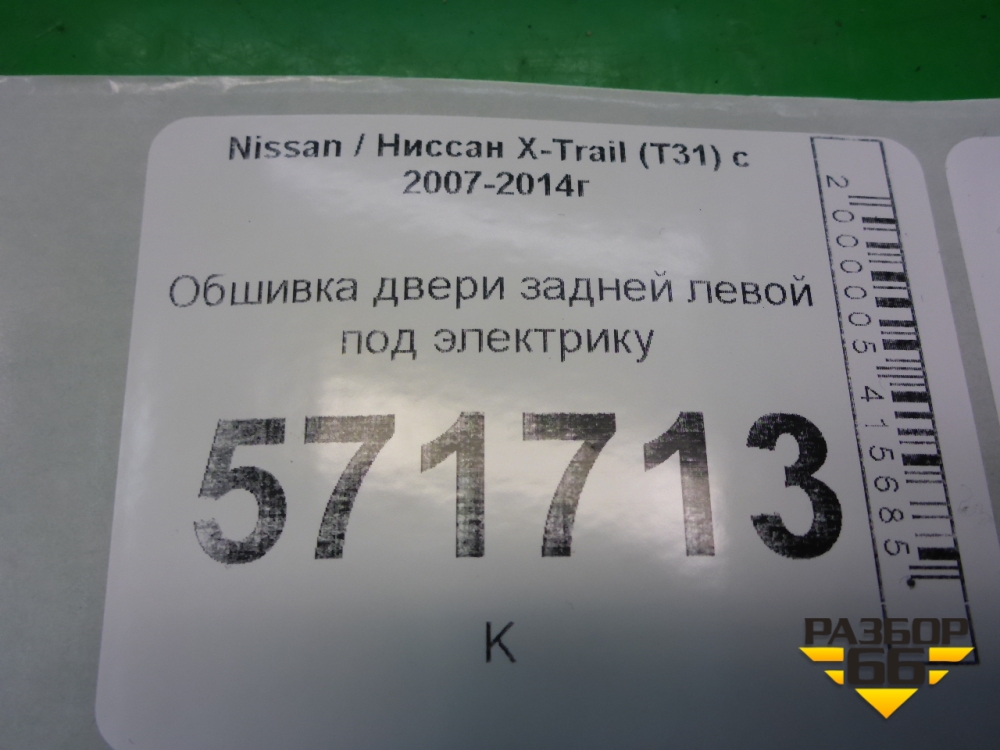 Nissan / Ниссан X-Trail (T31) с
2007-2014г
Обшивка двери задней левой
под электрику
571713
К
2000005415685
РАЗБОР
66